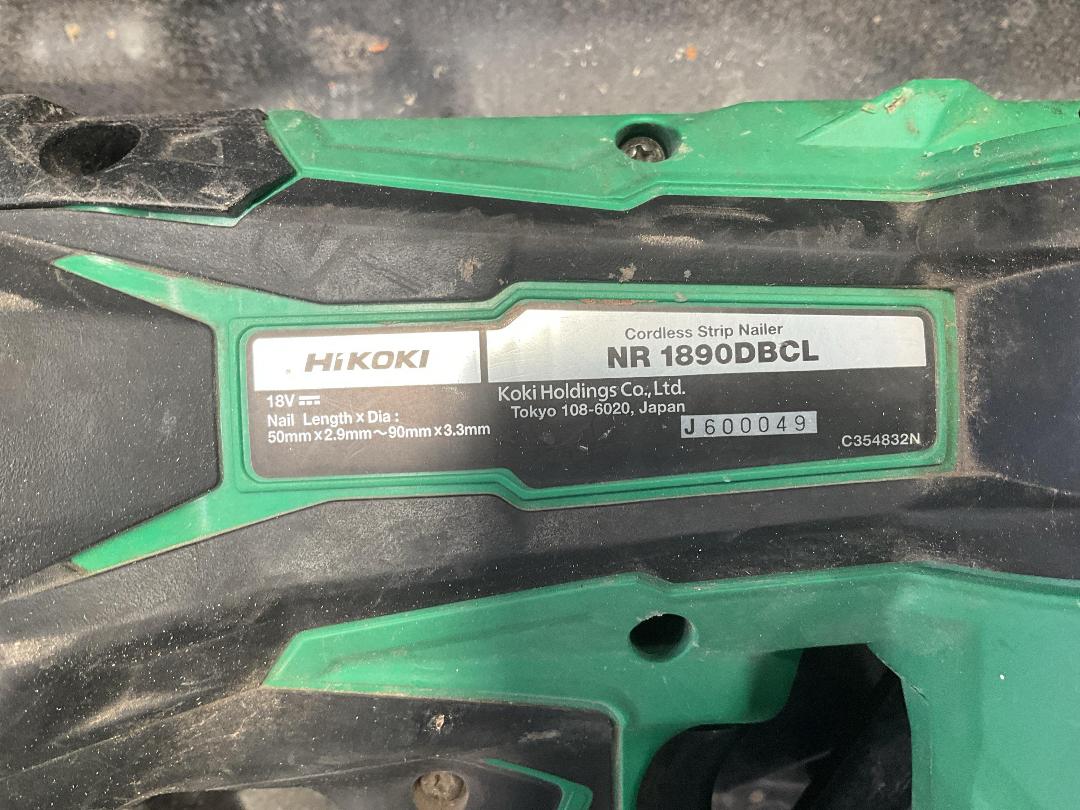 HiKOKI
18V
Nail Length x Dia :
50mm x 2.9mm～90mm x 3.3mm
Cordless Strip Nailer
NR 1890DBCL
Koki Holdings Co., Ltd.
Tokyo 108-6020, Japan
J 600049
C354832N